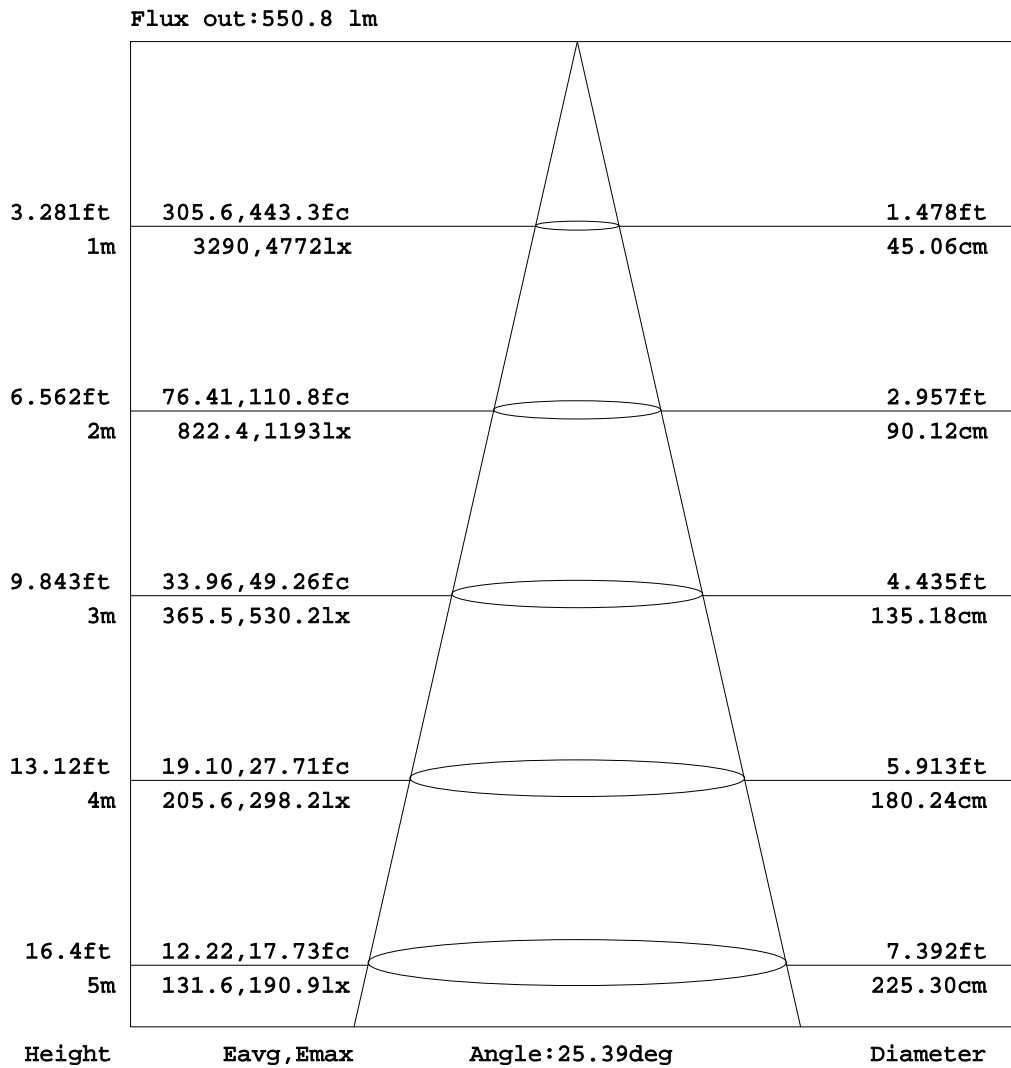 Flux out:550.8 lm
3.281ft 305.6,443.3fc 1.478ft
1m 3290,4772lx 45.06cm
6.562ft 76.41,110.8fc 2.957ft
2m 822.4,1193lx 90.12cm
9.843ft 33.96,49.26fc 4.435ft
3m 365.5,530.2lx 135.18cm
13.12ft 19.10,27.71fc 5.913ft
4m 205.6,298.2lx 180.24cm
16.4ft 12.22,17.73fc 7.392ft
5m 131.6,190.9lx 225.30cm
Height Eavg,Emax Angle:25.39deg Diameter